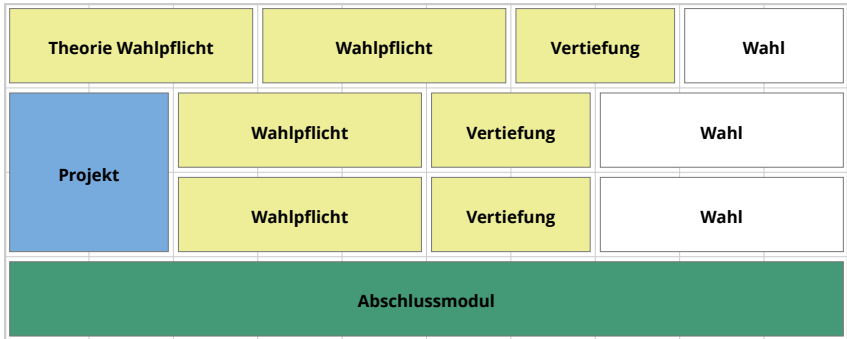 Theorie Wahlpflicht
Wahlpflicht
Vertiefung
Wahl
Projekt
Wahlpflicht
Vertiefung
Wahl
Wahlpflicht
Vertiefung
Wahl
Abschlussmodul